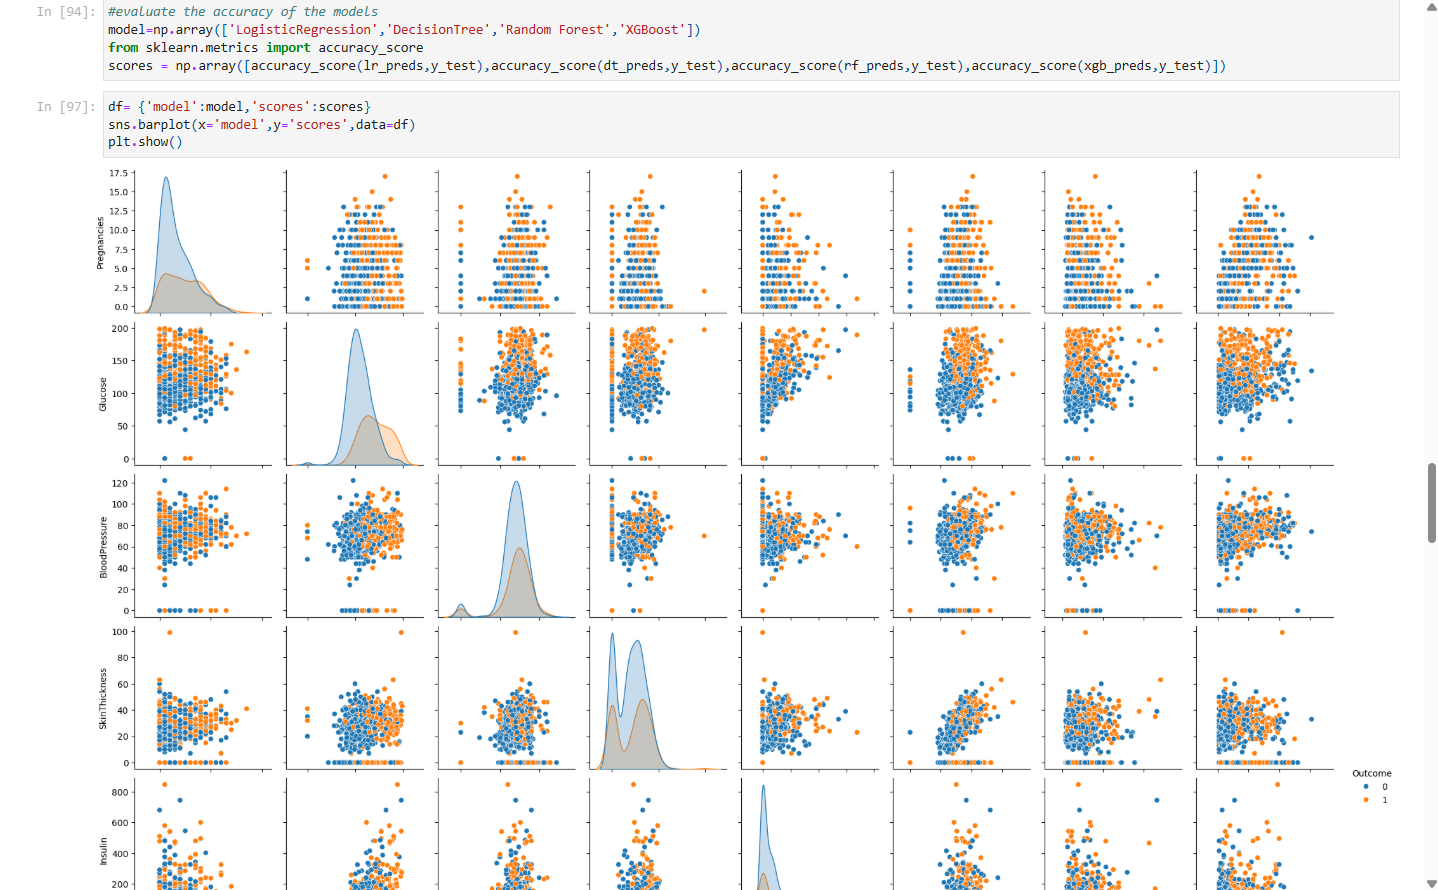 In [94]:
#evaluate the accuracy of the models
model=np.array(['LogisticRegression','DecisionTree','Random Forest','XGBoost'])
from sklearn.metrics import accuracy_score
scores = np.array([accuracy_score(lr_preds,y_test),accuracy_score(dt_preds,y_test),accuracy_score(rf_preds,y_test),accuracy_score(xgb_preds,y_test)])
In [97]:
df= {'model':model,'scores':scores}
sns.barplot(x='model',y='scores',data=df)
plt.show()
17.5
15.0
12.5
10.0
7.5
5.0
2.5
0.0
Pregnancies
200
150
100
50
0
Glucose
120
100
80
60
40
20
0
BloodPressure
100
80
60
40
20
0
SkinThickness
800
600
400
200
Insulin
Outcome
0
1